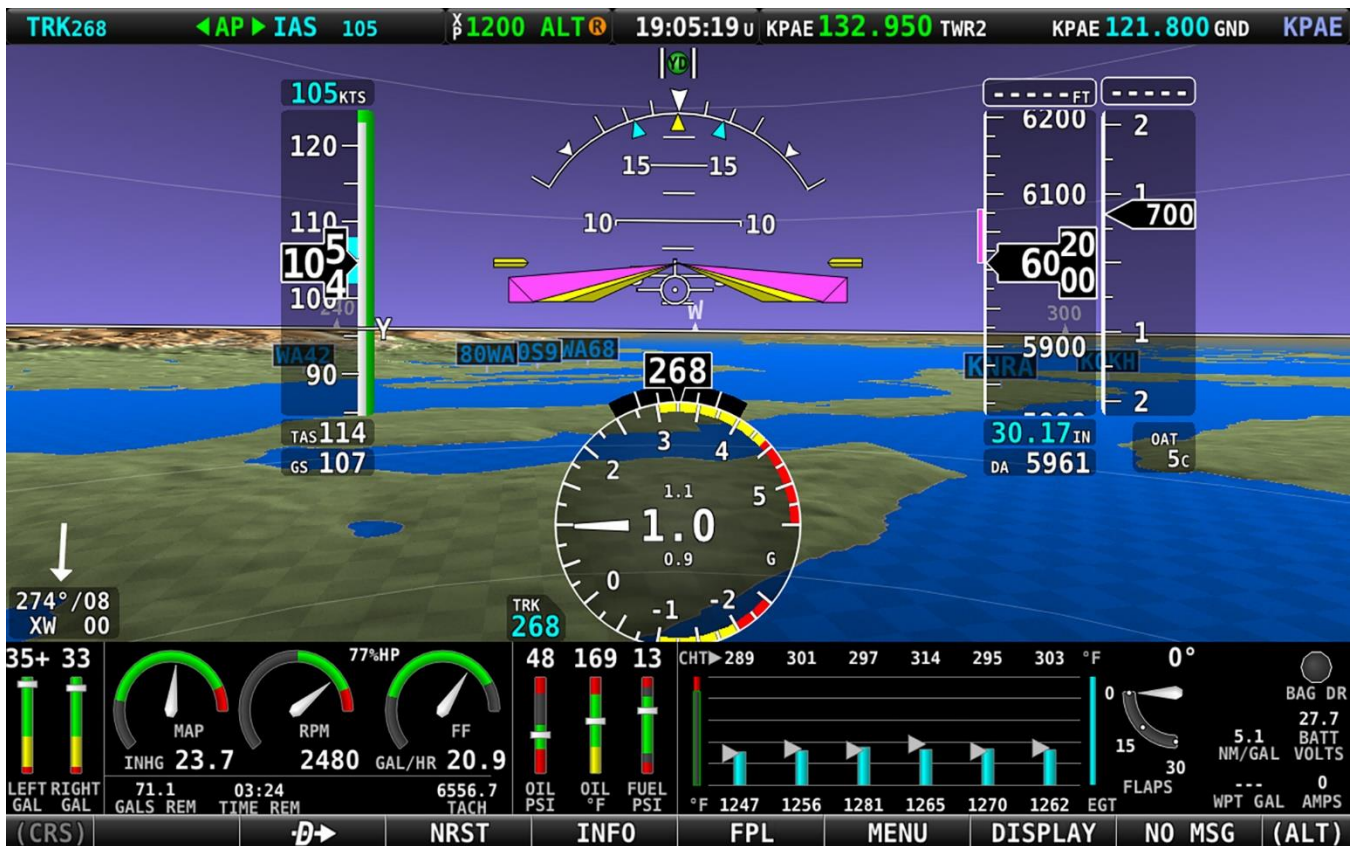 TRK268 ◀AP▶ IAS 105 XP1200 ALT R 19:05:19 U KPAE 132.950 TWR2 KPAE 121.800 GND KPAE
YD
105KTS
-----FT -----
120
110
105
4
100
90
TAS114
GS 107
15 15
10 10
6200
6100
6020
00
5900
2
1
700
1
2
30.17IN
DA 5961
OAT
5C
240
W
300
WA42
80WA
0S9
WA68
KHRA
268
3
4
2
5
1.1
1.0
0.9
G
0
-1
-2
274°/08
XW 00
TRK
268
35+ 33
LEFT RIGHT
GAL GAL
77%HP
MAP RPM FF
INHG 23.7 2480 GAL/HR 20.9
71.1 03:24 6556.7
GALS REM TIME REM TACH
48 169 13
OIL OIL FUEL
PSI °F PSI
CHT▶ 289 301 297 314 295 303 °F
°F 1247 1256 1281 1265 1270 1262 EGT
0°
0
15
30
FLAPS
BAG DR
27.7
BATT
VOLTS
5.1
NM/GAL
---
WPT GAL
0
AMPS
(CRS) D NRST INFO FPL MENU DISPLAY NO MSG (ALT)